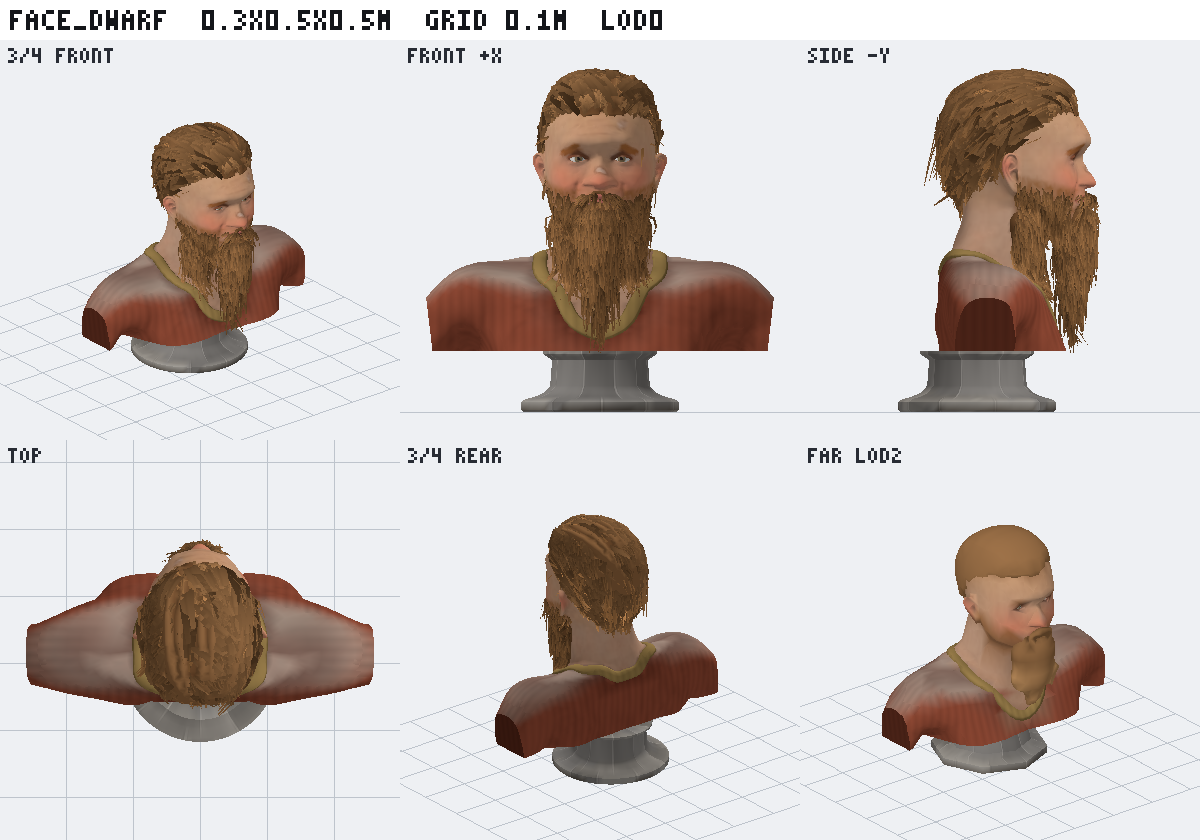 FACE_DWARF 0.3X0.5X0.5M GRID 0.1M LOD0
3/4 FRONT
FRONT +X
SIDE -Y
TOP
3/4 REAR
FAR LOD2